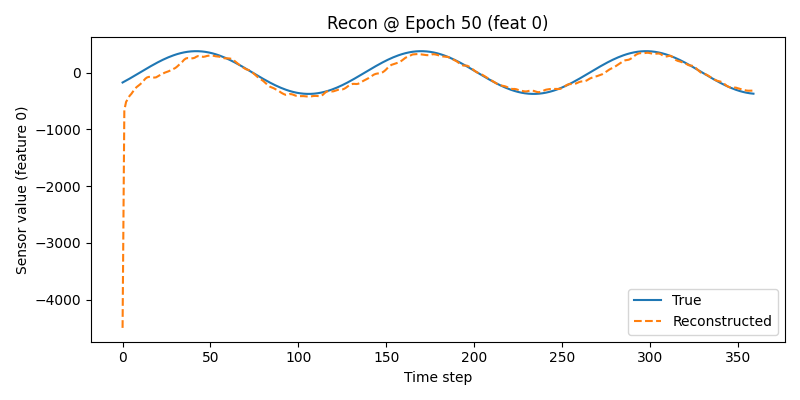 Recon @ Epoch 50 (feat 0)
Sensor value (feature 0)
0
−1000
−2000
−3000
−4000
True
Reconstructed
0 50 100 150 200 250 300 350
Time step